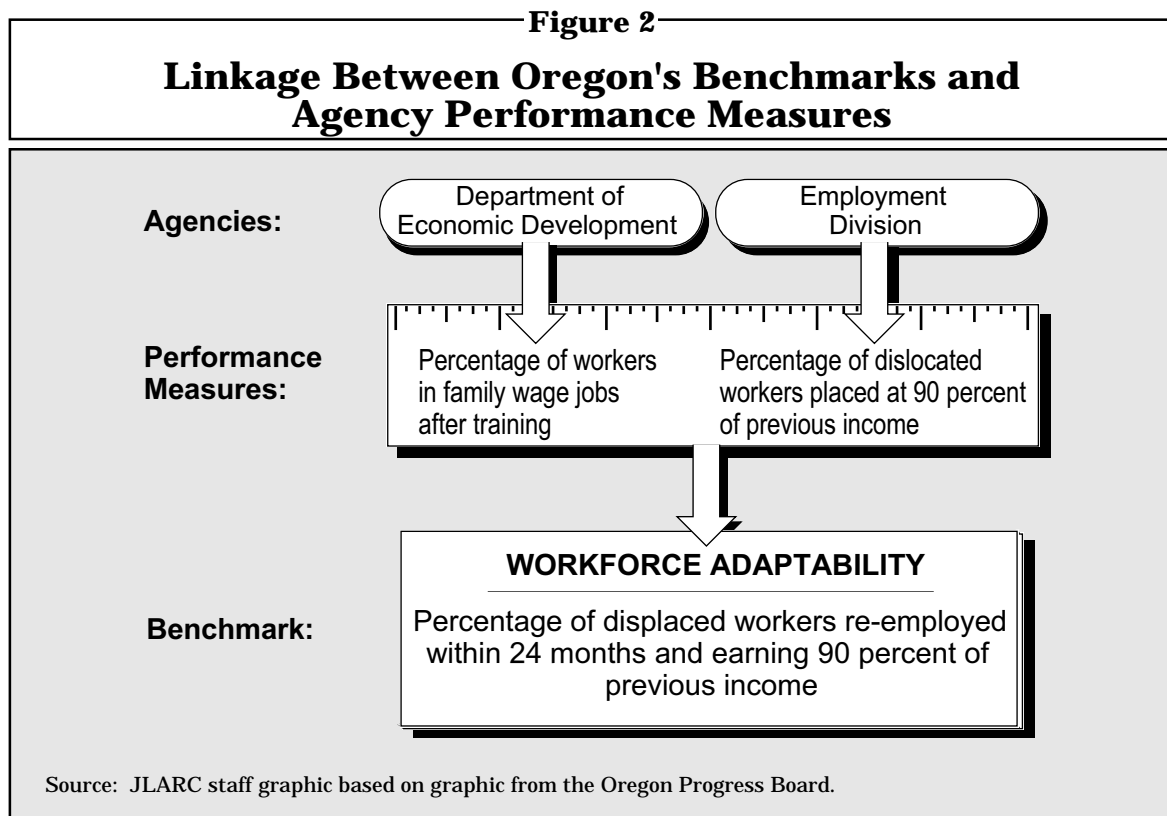 Figure 2
Linkage Between Oregon's Benchmarks and
Agency Performance Measures
Agencies:
Department of
Economic Development
Employment
Division
Performance
Measures:
Percentage of workers
in family wage jobs
after training
Percentage of dislocated
workers placed at 90 percent
of previous income
Benchmark:
WORKFORCE ADAPTABILITY
Percentage of displaced workers re-employed
within 24 months and earning 90 percent of
previous income
Source: JLARC staff graphic based on graphic from the Oregon Progress Board.